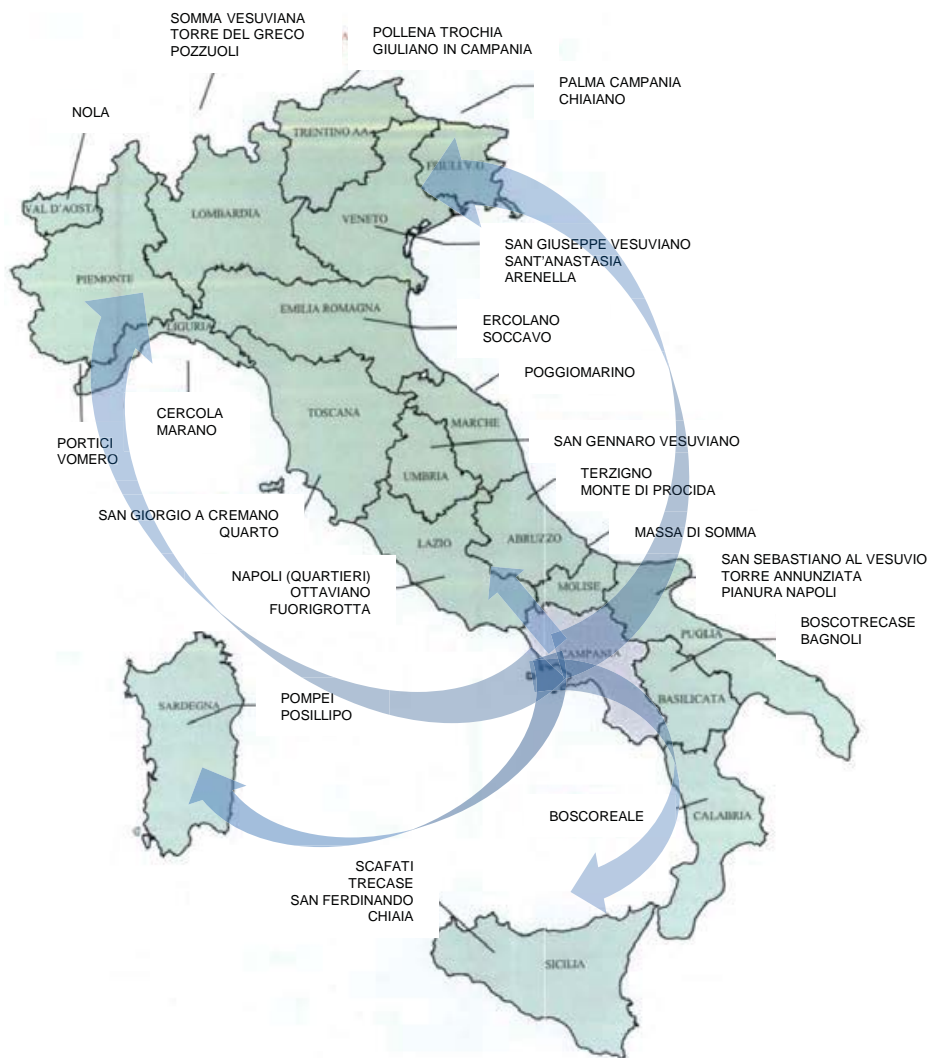 SOMMA VESUVIANA
TORRE DEL GRECO
POZZUOLI
POLLENA TROCHIA
GIULIANO IN CAMPANIA
PALMA CAMPANIA
CHIAIANO
NOLA
TRENTINO A.A.
FRIULI V.G.
VAL D'AOSTA
LOMBARDIA
VENETO
SAN GIUSEPPE VESUVIANO
SANT'ANASTASIA
ARENELLA
PIEMONTE
EMILIA ROMAGNA
LIGURIA
ERCOLANO
SOCCAVO
POGGIOMARINO
CERCOLA
MARANO
TOSCANA
MARCHE
PORTICI
VOMERO
SAN GENNARO VESUVIANO
UMBRIA
TERZIGNO
MONTE DI PROCIDA
SAN GIORGIO A CREMANO
QUARTO
LAZIO
ABRUZZO
MASSA DI SOMMA
NAPOLI (QUARTIERI)
OTTAVIANO
FUORIGROTTA
MOLISE
SAN SEBASTIANO AL VESUVIO
TORRE ANNUNZIATA
PIANURA NAPOLI
PUGLIA
BOSCOTRECASE
BAGNOLI
CAMPANIA
SARDEGNA
POMPEI
POSILLIPO
BASILICATA
BOSCOREALE
CALABRIA
SCAFATI
TRECASE
SAN FERDINANDO
CHIAIA
SICILIA